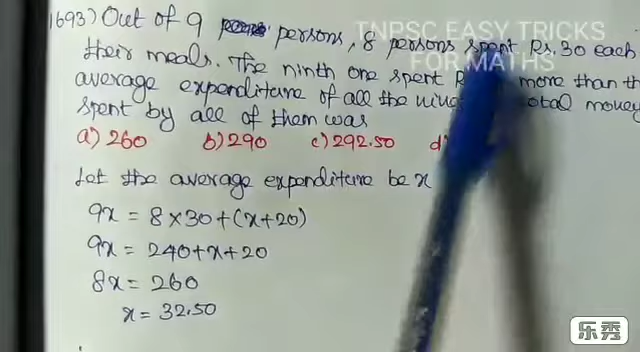 1693) Out of 9 persons, 8 persons spent Rs. 30 each
their meals. The ninth one spent more than
average expenditure of all the money
spent by all of them was
a) 260 b) 290 c) 292.50 d)
Let the average expenditure be x
9x = 8×30+(x+20)
9x = 240+x+20
8x = 260
x = 32.50
TNPSC EASY TRICKS
FOR MATHS
乐秀